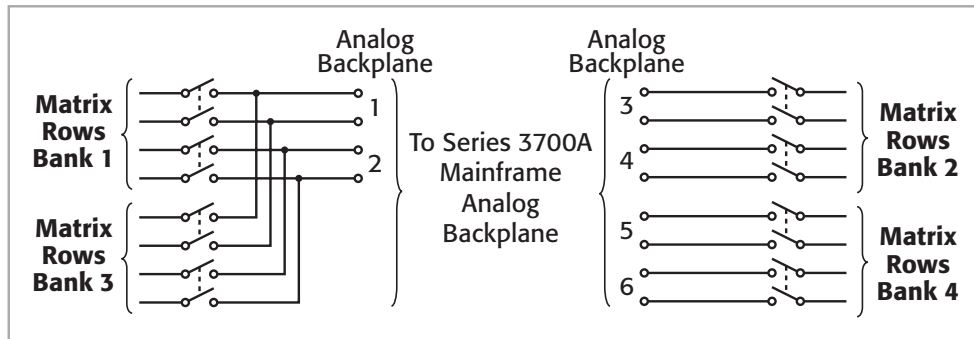 Analog
Backplane
Matrix
Rows
Bank 1
1
2
Matrix
Rows
Bank 3
To Series 3700A
Mainframe
Analog
Backplane
Analog
Backplane
3
4
Matrix
Rows
Bank 2
5
6
Matrix
Rows
Bank 4